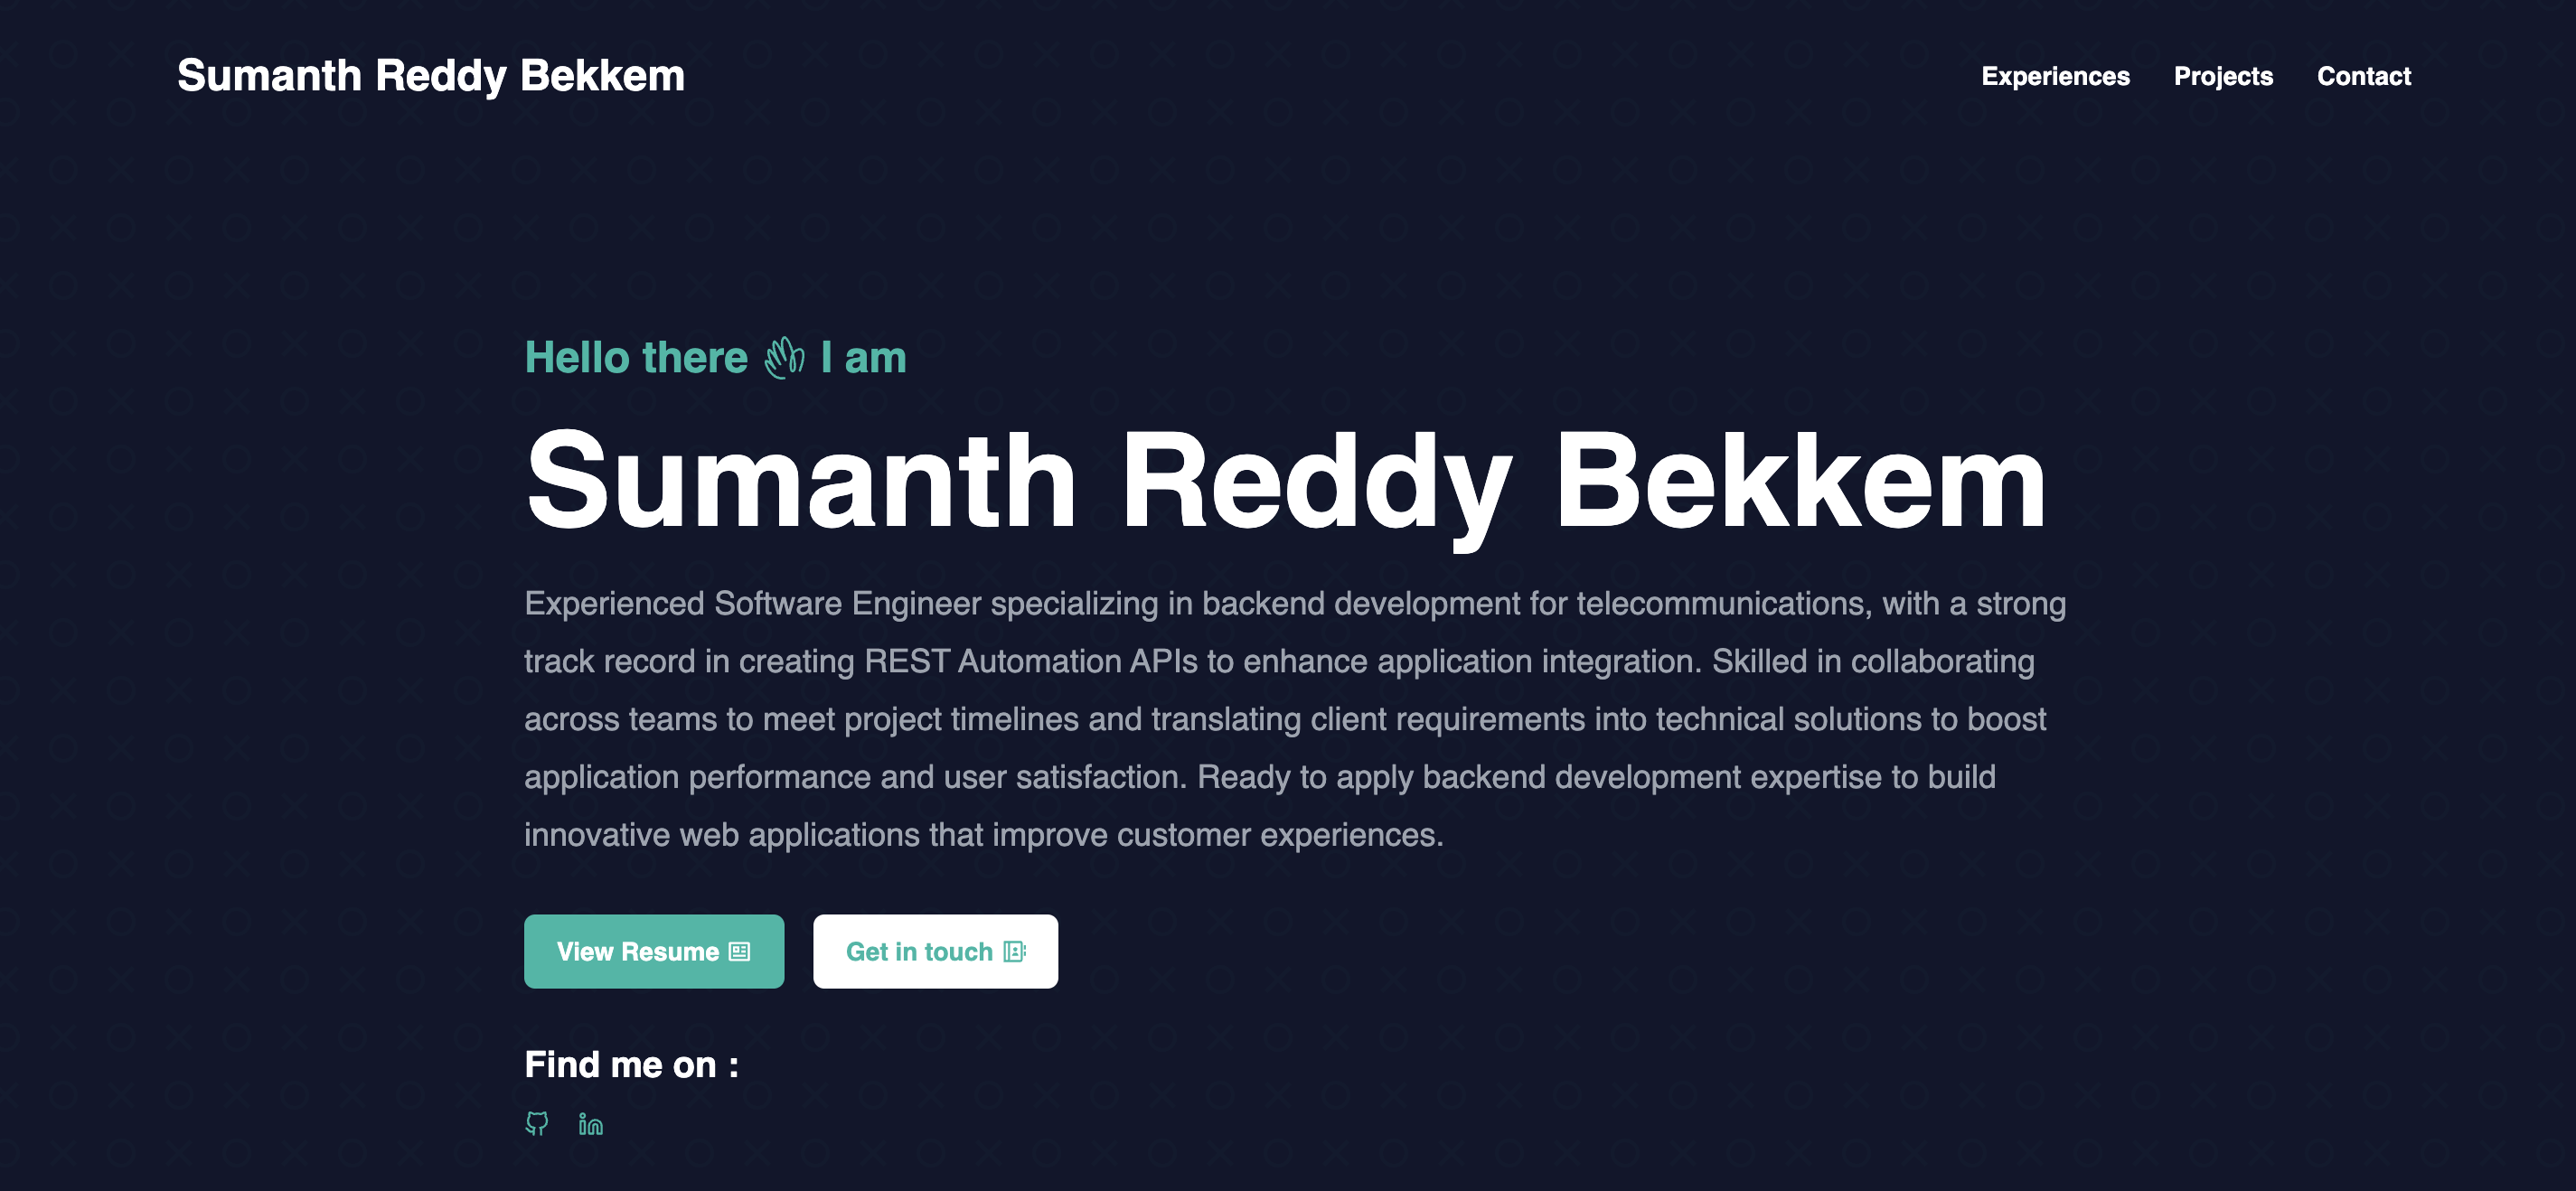 Sumanth Reddy Bekkem
Experiences Projects Contact
Hello there I am
Sumanth Reddy Bekkem
Experienced Software Engineer specializing in backend development for telecommunications, with a strong
track record in creating REST Automation APIs to enhance application integration. Skilled in collaborating
across teams to meet project timelines and translating client requirements into technical solutions to boost
application performance and user satisfaction. Ready to apply backend development expertise to build
innovative web applications that improve customer experiences.
View Resume
Get in touch
Find me on :